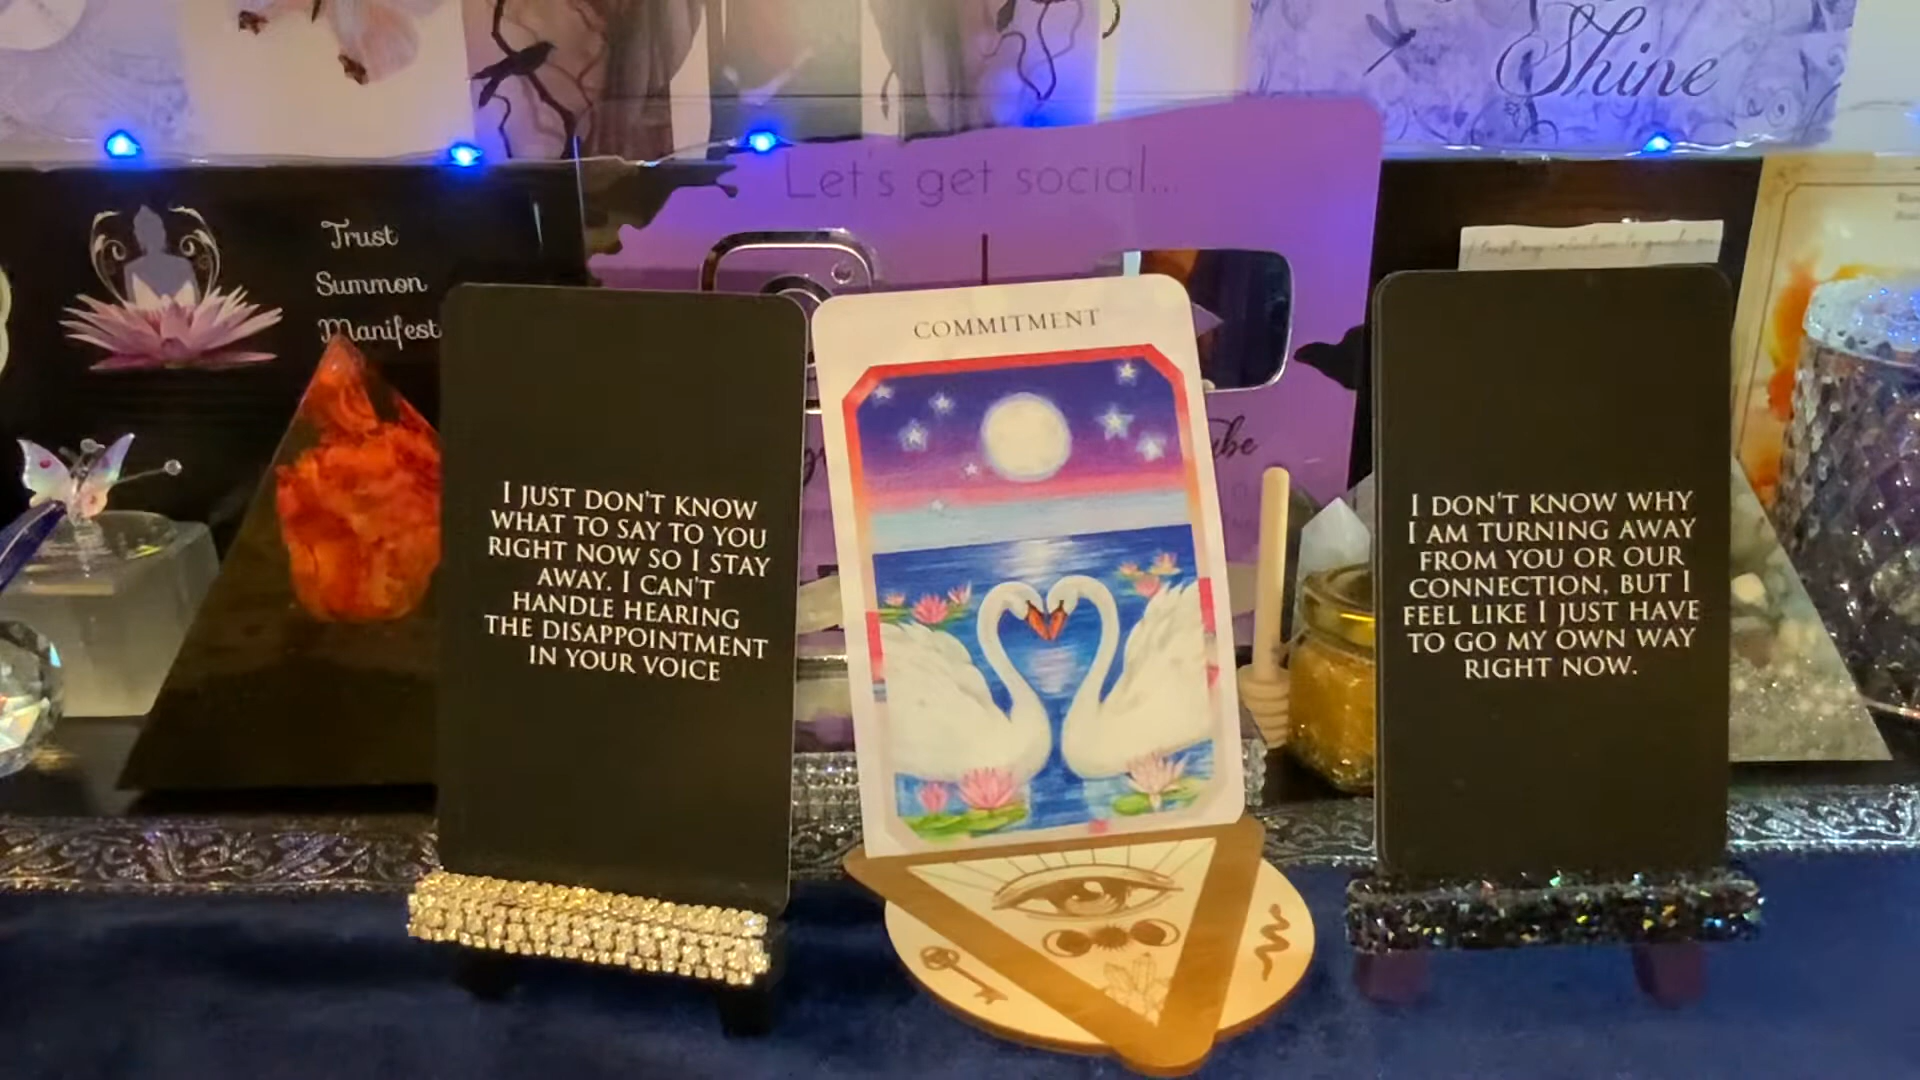 Shine
Let's get social...
Trust
Summon
Manifest
COMMITMENT
I JUST DON'T KNOW
WHAT TO SAY TO YOU
RIGHT NOW SO I STAY
AWAY. I CAN'T
HANDLE HEARING
THE DISAPPOINTMENT
IN YOUR VOICE
I DON'T KNOW WHY
I AM TURNING AWAY
FROM YOU OR OUR
CONNECTION, BUT I
FEEL LIKE I JUST HAVE
TO GO MY OWN WAY
RIGHT NOW.